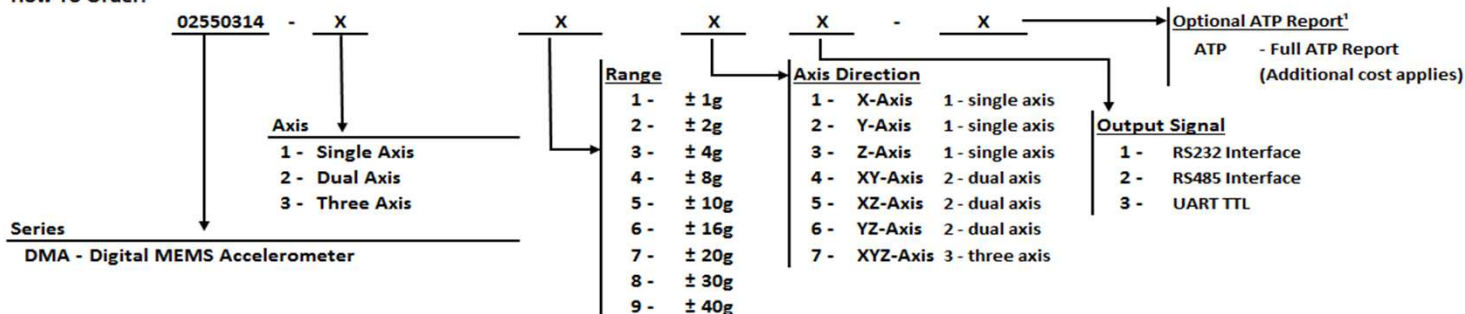 How To Order:
02550314 - X X X X - X
Optional ATP Report¹
ATP - Full ATP Report
(Additional cost applies)
Axis
1 - Single Axis
2 - Dual Axis
3 - Three Axis
Series
DMA - Digital MEMS Accelerometer
Range
1 - ± 1g
2 - ± 2g
3 - ± 4g
4 - ± 8g
5 - ± 10g
6 - ± 16g
7 - ± 20g
8 - ± 30g
9 - ± 40g
Axis Direction
1 - X-Axis 1 - single axis
2 - Y-Axis 1 - single axis
3 - Z-Axis 1 - single axis
4 - XY-Axis 2 - dual axis
5 - XZ-Axis 2 - dual axis
6 - YZ-Axis 2 - dual axis
7 - XYZ-Axis 3 - three axis
Output Signal
1 - RS232 Interface
2 - RS485 Interface
3 - UART TTL